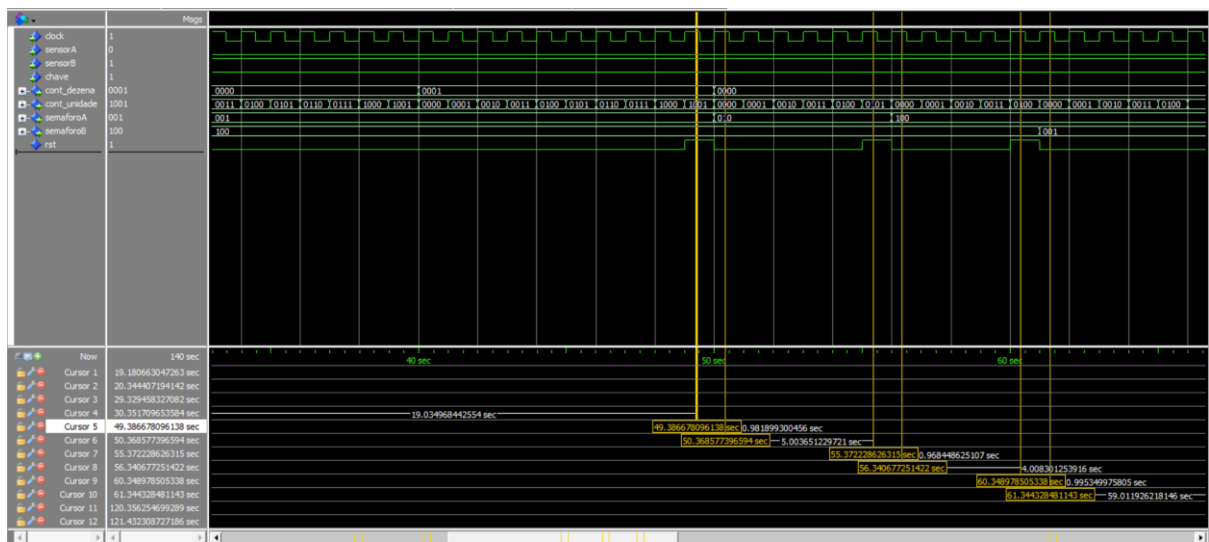 Msgs
clock 1
sensorA 0
sensorB 1
chave 1
cont_dezena 0001 0000 0001 0000
cont_unidade 1001 0011 0100 0101 0110 0111 1000 1001 0000 0001 0010 0011 0100 0101 0110 0111 1000 1001 0000 0001 0010 0011 0100 0101 0000 0001 0010 0011 0100 0000 0001 0010 0011 0100
semaforoA 001 001 010 100
semaforoB 100 100 001
rst 1
Now 140 sec 40 sec 50 sec 60 sec
Cursor 1 19.180663047263 sec
Cursor 2 20.344407194142 sec
Cursor 3 29.329458327082 sec
Cursor 4 30.351709653584 sec 19.034968442554 sec
Cursor 5 49.386678096138 sec 49.386678096138 sec 0.981899300456 sec
Cursor 6 50.368577396594 sec 50.368577396594 sec 5.003651229721 sec
Cursor 7 55.372228626315 sec 55.372228626315 sec 0.968448625107 sec
Cursor 8 56.340677251422 sec 56.340677251422 sec 4.008301253916 sec
Cursor 9 60.348978505338 sec 60.348978505338 sec 0.995349975805 sec
Cursor 10 61.344328481143 sec 61.344328481143 sec 59.011926218146 sec
Cursor 11 120.356254699289 sec
Cursor 12 121.432308727186 sec